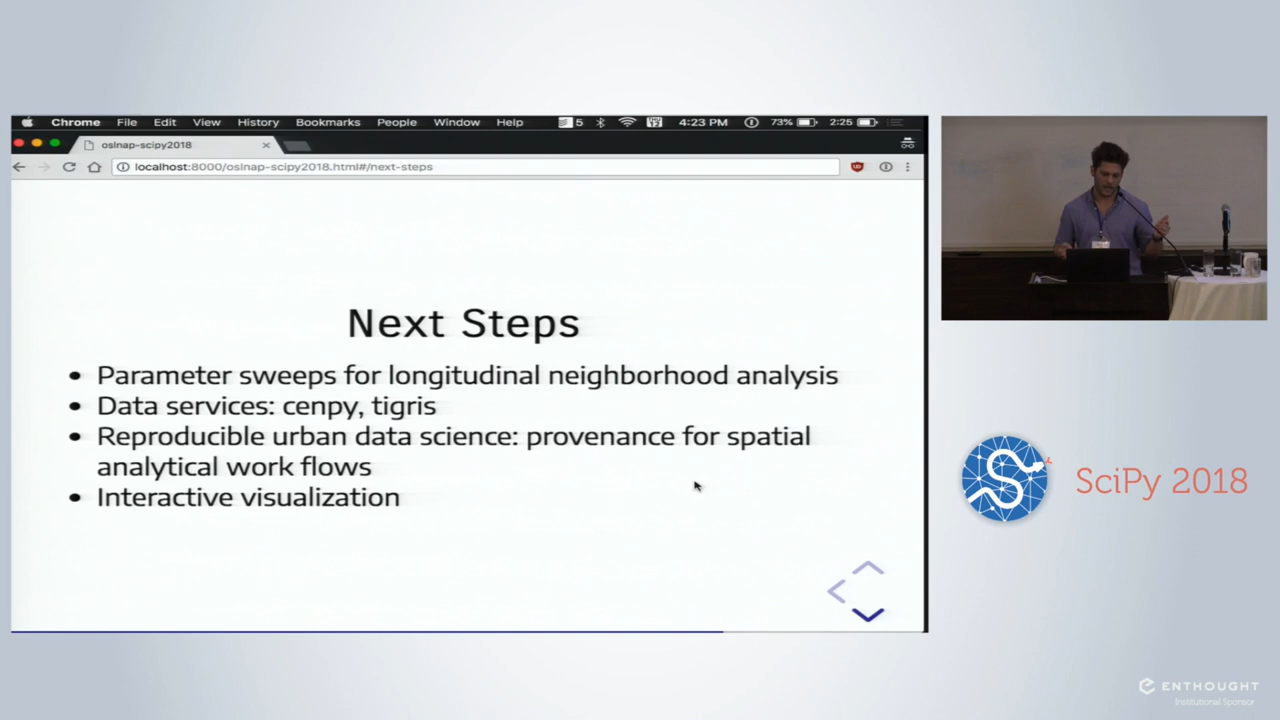 Chrome File Edit View History Bookmarks People Window Help 5 4:23 PM 73% 2:25
oslnap-scipy2018
localhost:8000/oslnap-scipy2018.html#/next-steps
Next Steps
• Parameter sweeps for longitudinal neighborhood analysis
• Data services: cenpy, tigris
• Reproducible urban data science: provenance for spatial
analytical work flows
• Interactive visualization
S
SciPy 2018
ENTHOUGHT
Institutional Sponsor